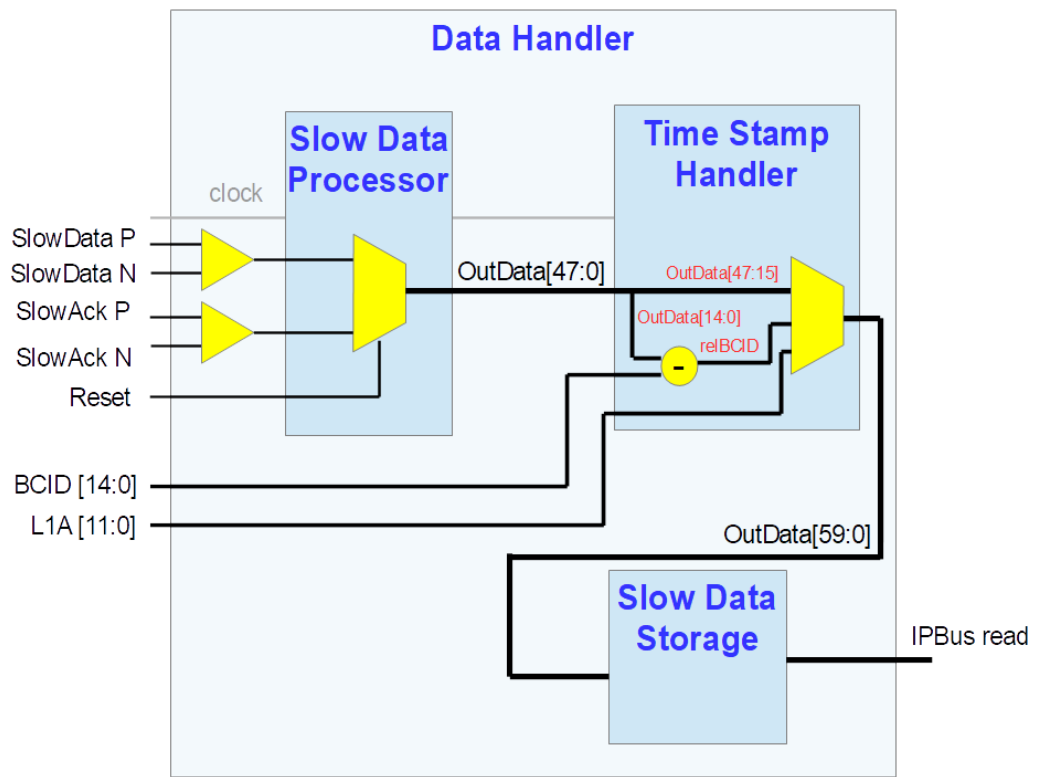 Data Handler
Slow Data
Processor
Time Stamp
Handler
clock
SlowData P
SlowData N
SlowAck P
SlowAck N
Reset
OutData[47:0]
OutData[47:15]
OutData[14:0]
relBCID
-
BCID [14:0]
L1A [11:0]
OutData[59:0]
Slow Data
Storage
IPBus read